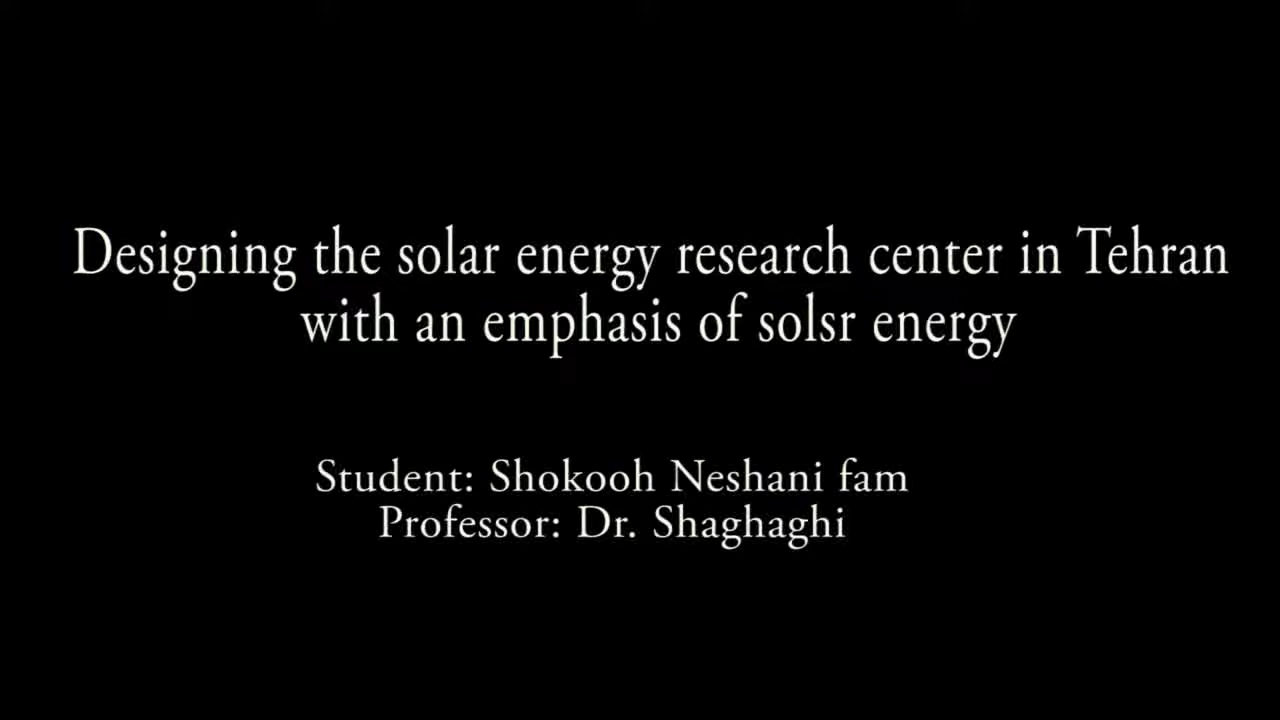 Designing the solar energy research center in Tehran
with an emphasis of solsr energy
Student: Shokooh Neshani fam
Professor: Dr. Shaghaghi